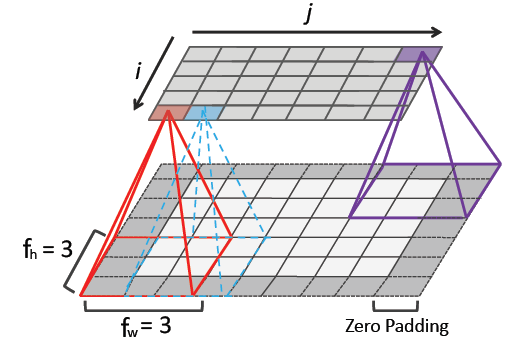 j
i
fh = 3
fw = 3
Zero Padding